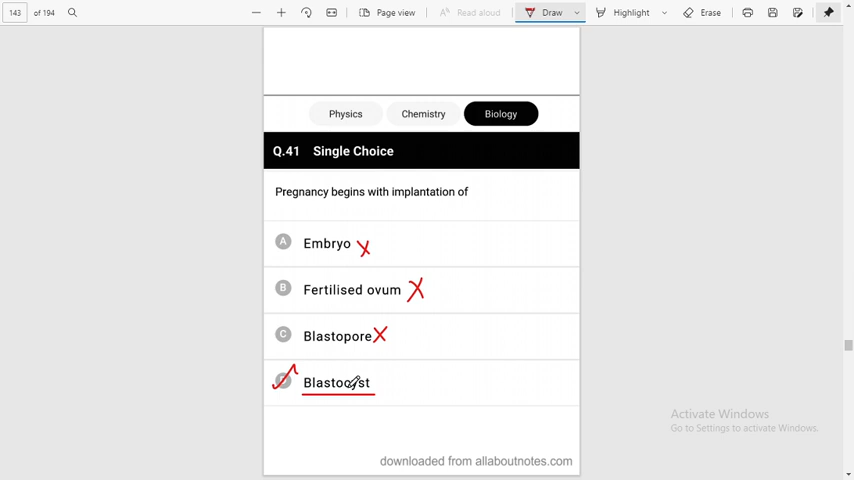 143 of 194
Page view
Read aloud
Draw
Highlight
Erase
Physics Chemistry Biology
Q.41 Single Choice
Pregnancy begins with implantation of
A Embryo
B Fertilised ovum
C Blastopore
Blastocyst
Activate Windows
Go to Settings to activate Windows.
downloaded from allaboutnotes.com